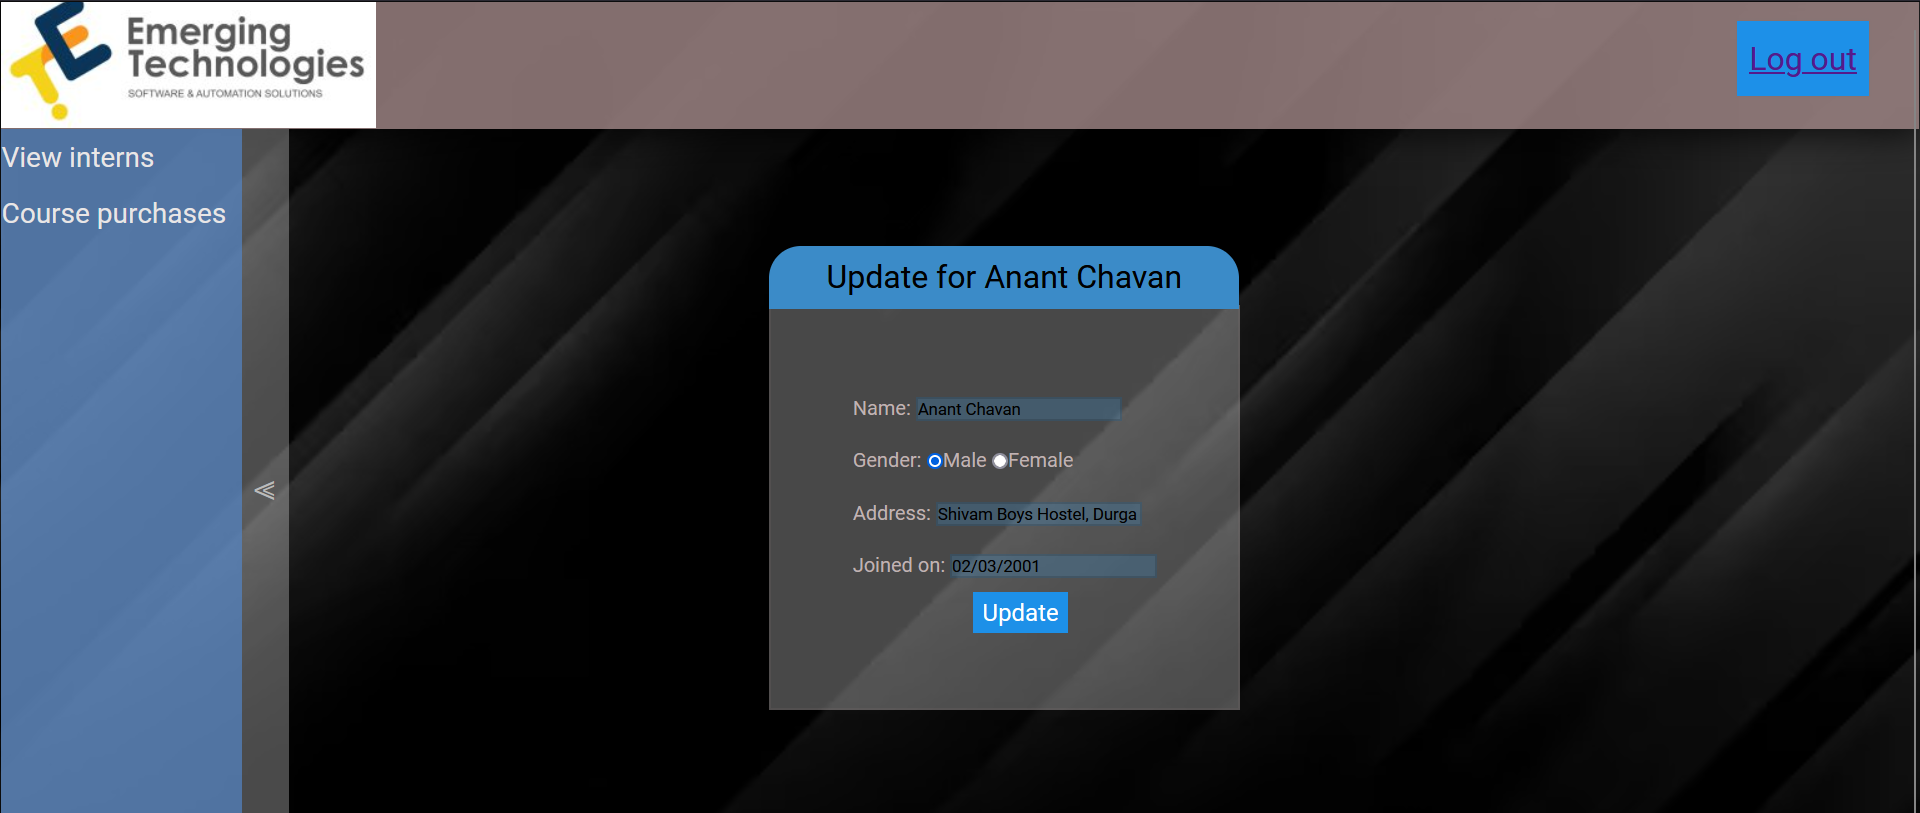 Emerging
Technologies
SOFTWARE & AUTOMATION SOLUTIONS
Log out
View interns
Course purchases
Update for Anant Chavan
Name: Anant Chavan
Gender: Male Female
Address: Shivam Boys Hostel, Durga
Joined on: 02/03/2001
Update